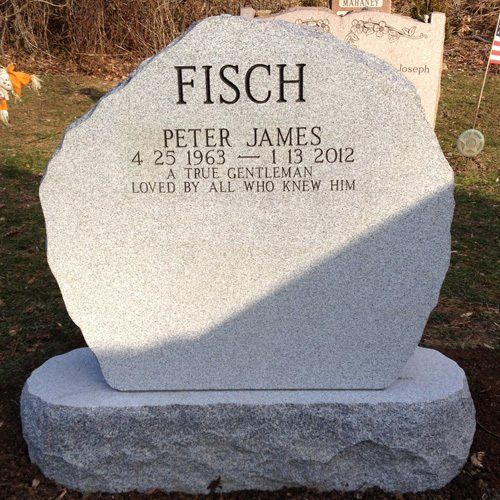 MAHANEY
Joseph
FISCH
PETER JAMES
4 25 1963 — 1 13 2012
A TRUE GENTLEMAN
LOVED BY ALL WHO KNEW HIM